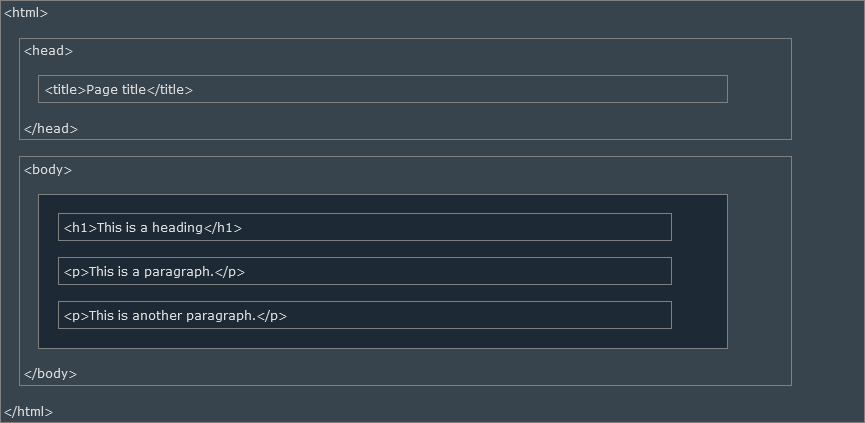 <html>
<head>
<title>Page title</title>
</head>
<body>
<h1>This is a heading</h1>
<p>This is a paragraph.</p>
<p>This is another paragraph.</p>
</body>
</html>